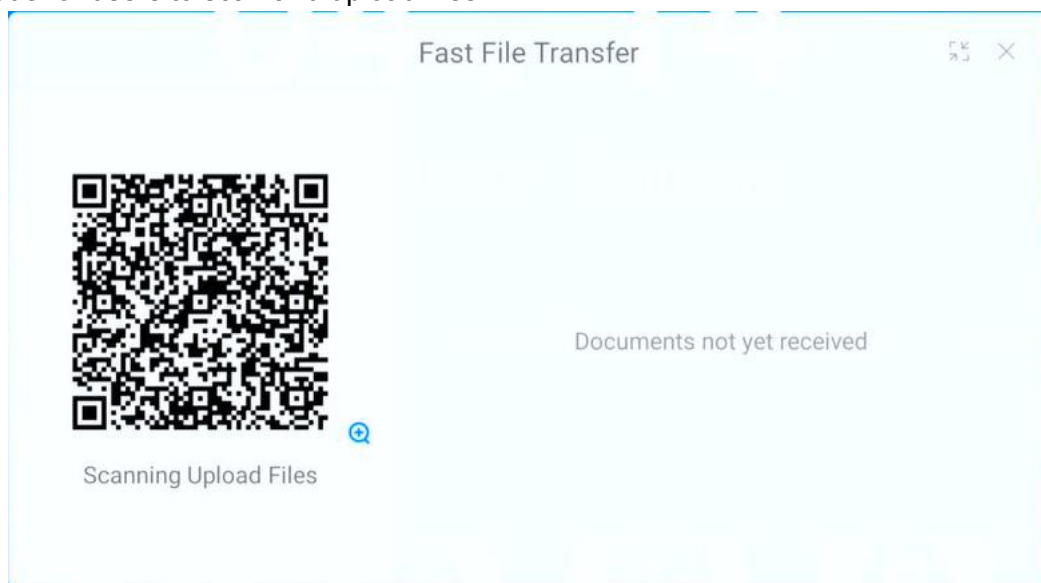 Fast File Transfer
Documents not yet received
Scanning Upload Files